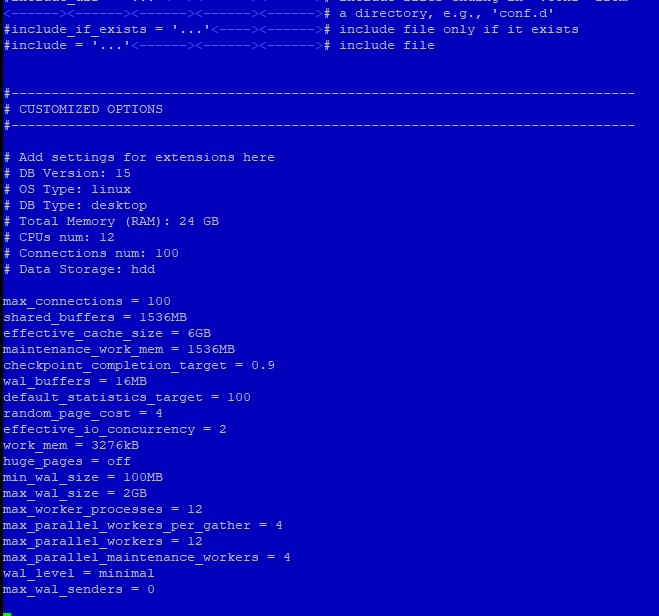 <------><------><------><------><------># a directory, e.g., 'conf.d'
#include_if_exists = '...'<----><------># include file only if it exists
#include = '...'<------><------><------># include file
#------------------------------------------------------------------------------
# CUSTOMIZED OPTIONS
#------------------------------------------------------------------------------
# Add settings for extensions here
# DB Version: 15
# OS Type: linux
# DB Type: desktop
# Total Memory (RAM): 24 GB
# CPUs num: 12
# Connections num: 100
# Data Storage: hdd
max_connections = 100
shared_buffers = 1536MB
effective_cache_size = 6GB
maintenance_work_mem = 1536MB
checkpoint_completion_target = 0.9
wal_buffers = 16MB
default_statistics_target = 100
random_page_cost = 4
effective_io_concurrency = 2
work_mem = 3276kB
huge_pages = off
min_wal_size = 100MB
max_wal_size = 2GB
max_worker_processes = 12
max_parallel_workers_per_gather = 4
max_parallel_workers = 12
max_parallel_maintenance_workers = 4
wal_level = minimal
max_wal_senders = 0